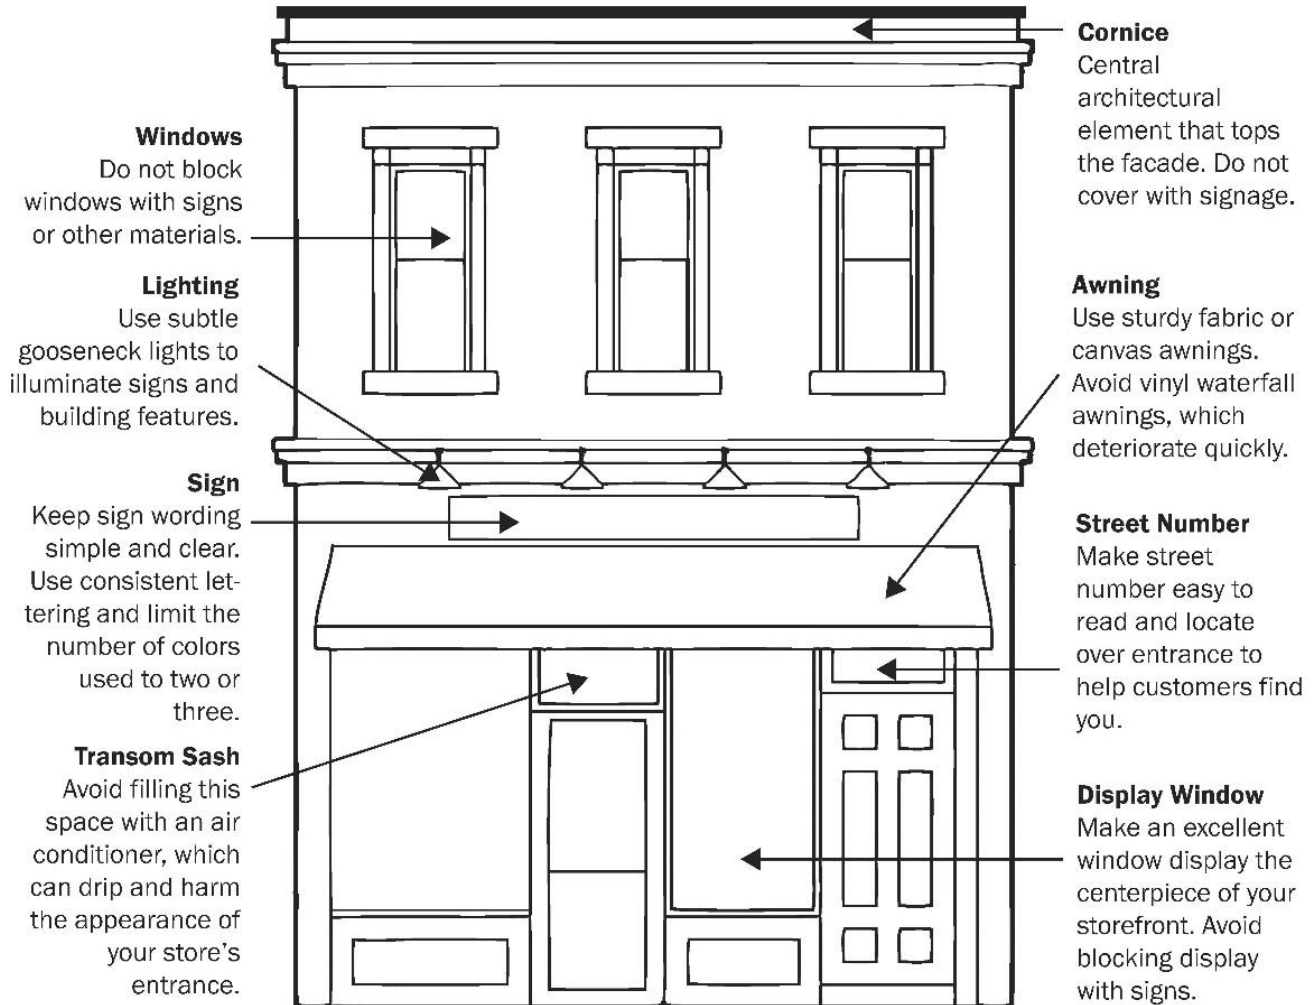 Windows
Do not block
windows with signs
or other materials.
Lighting
Use subtle
gooseneck lights to
illuminate signs and
building features.
Sign
Keep sign wording
simple and clear.
Use consistent let-
tering and limit the
number of colors
used to two or
three.
Transom Sash
Avoid filling this
space with an air
conditioner, which
can drip and harm
the appearance of
your store's
entrance.
Cornice
Central
architectural
element that tops
the facade. Do not
cover with signage.
Awning
Use sturdy fabric or
canvas awnings.
Avoid vinyl waterfall
awnings, which
deteriorate quickly.
Street Number
Make street
number easy to
read and locate
over entrance to
help customers find
you.
Display Window
Make an excellent
window display the
centerpiece of your
storefront. Avoid
blocking display
with signs.